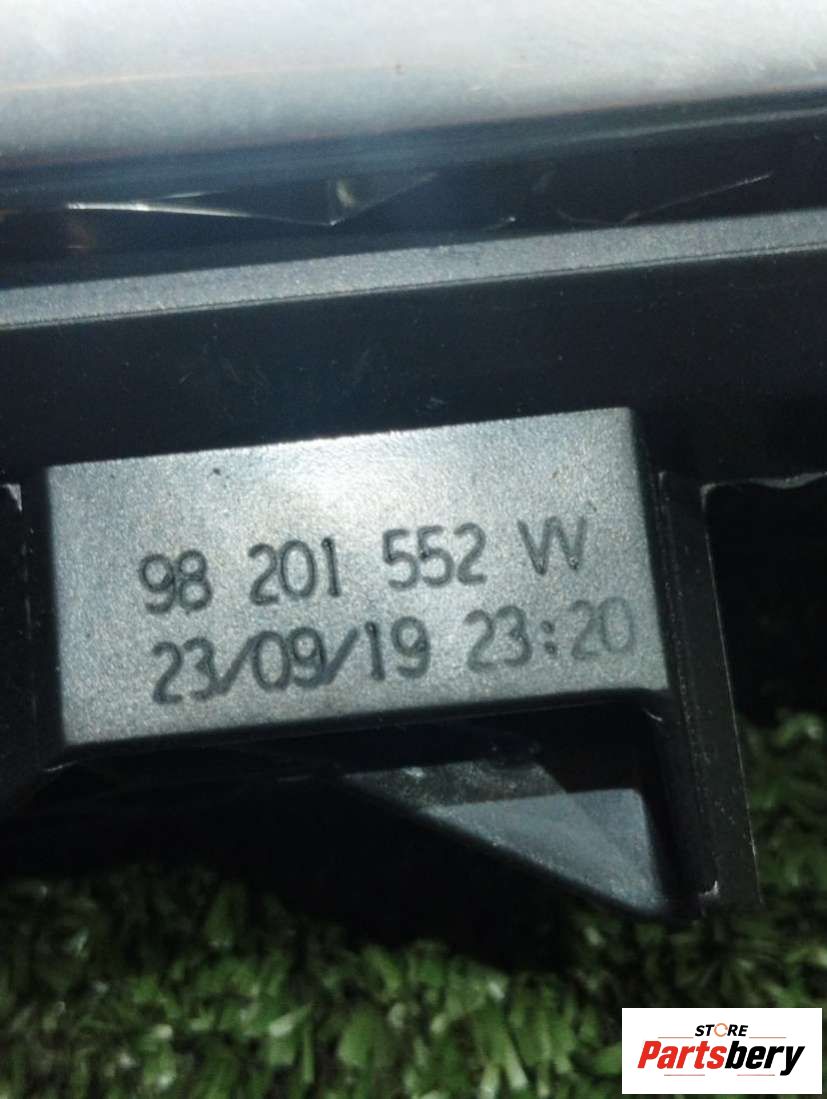 98 201 552 VV
23/09/19 23:20
STORE
Partsbery